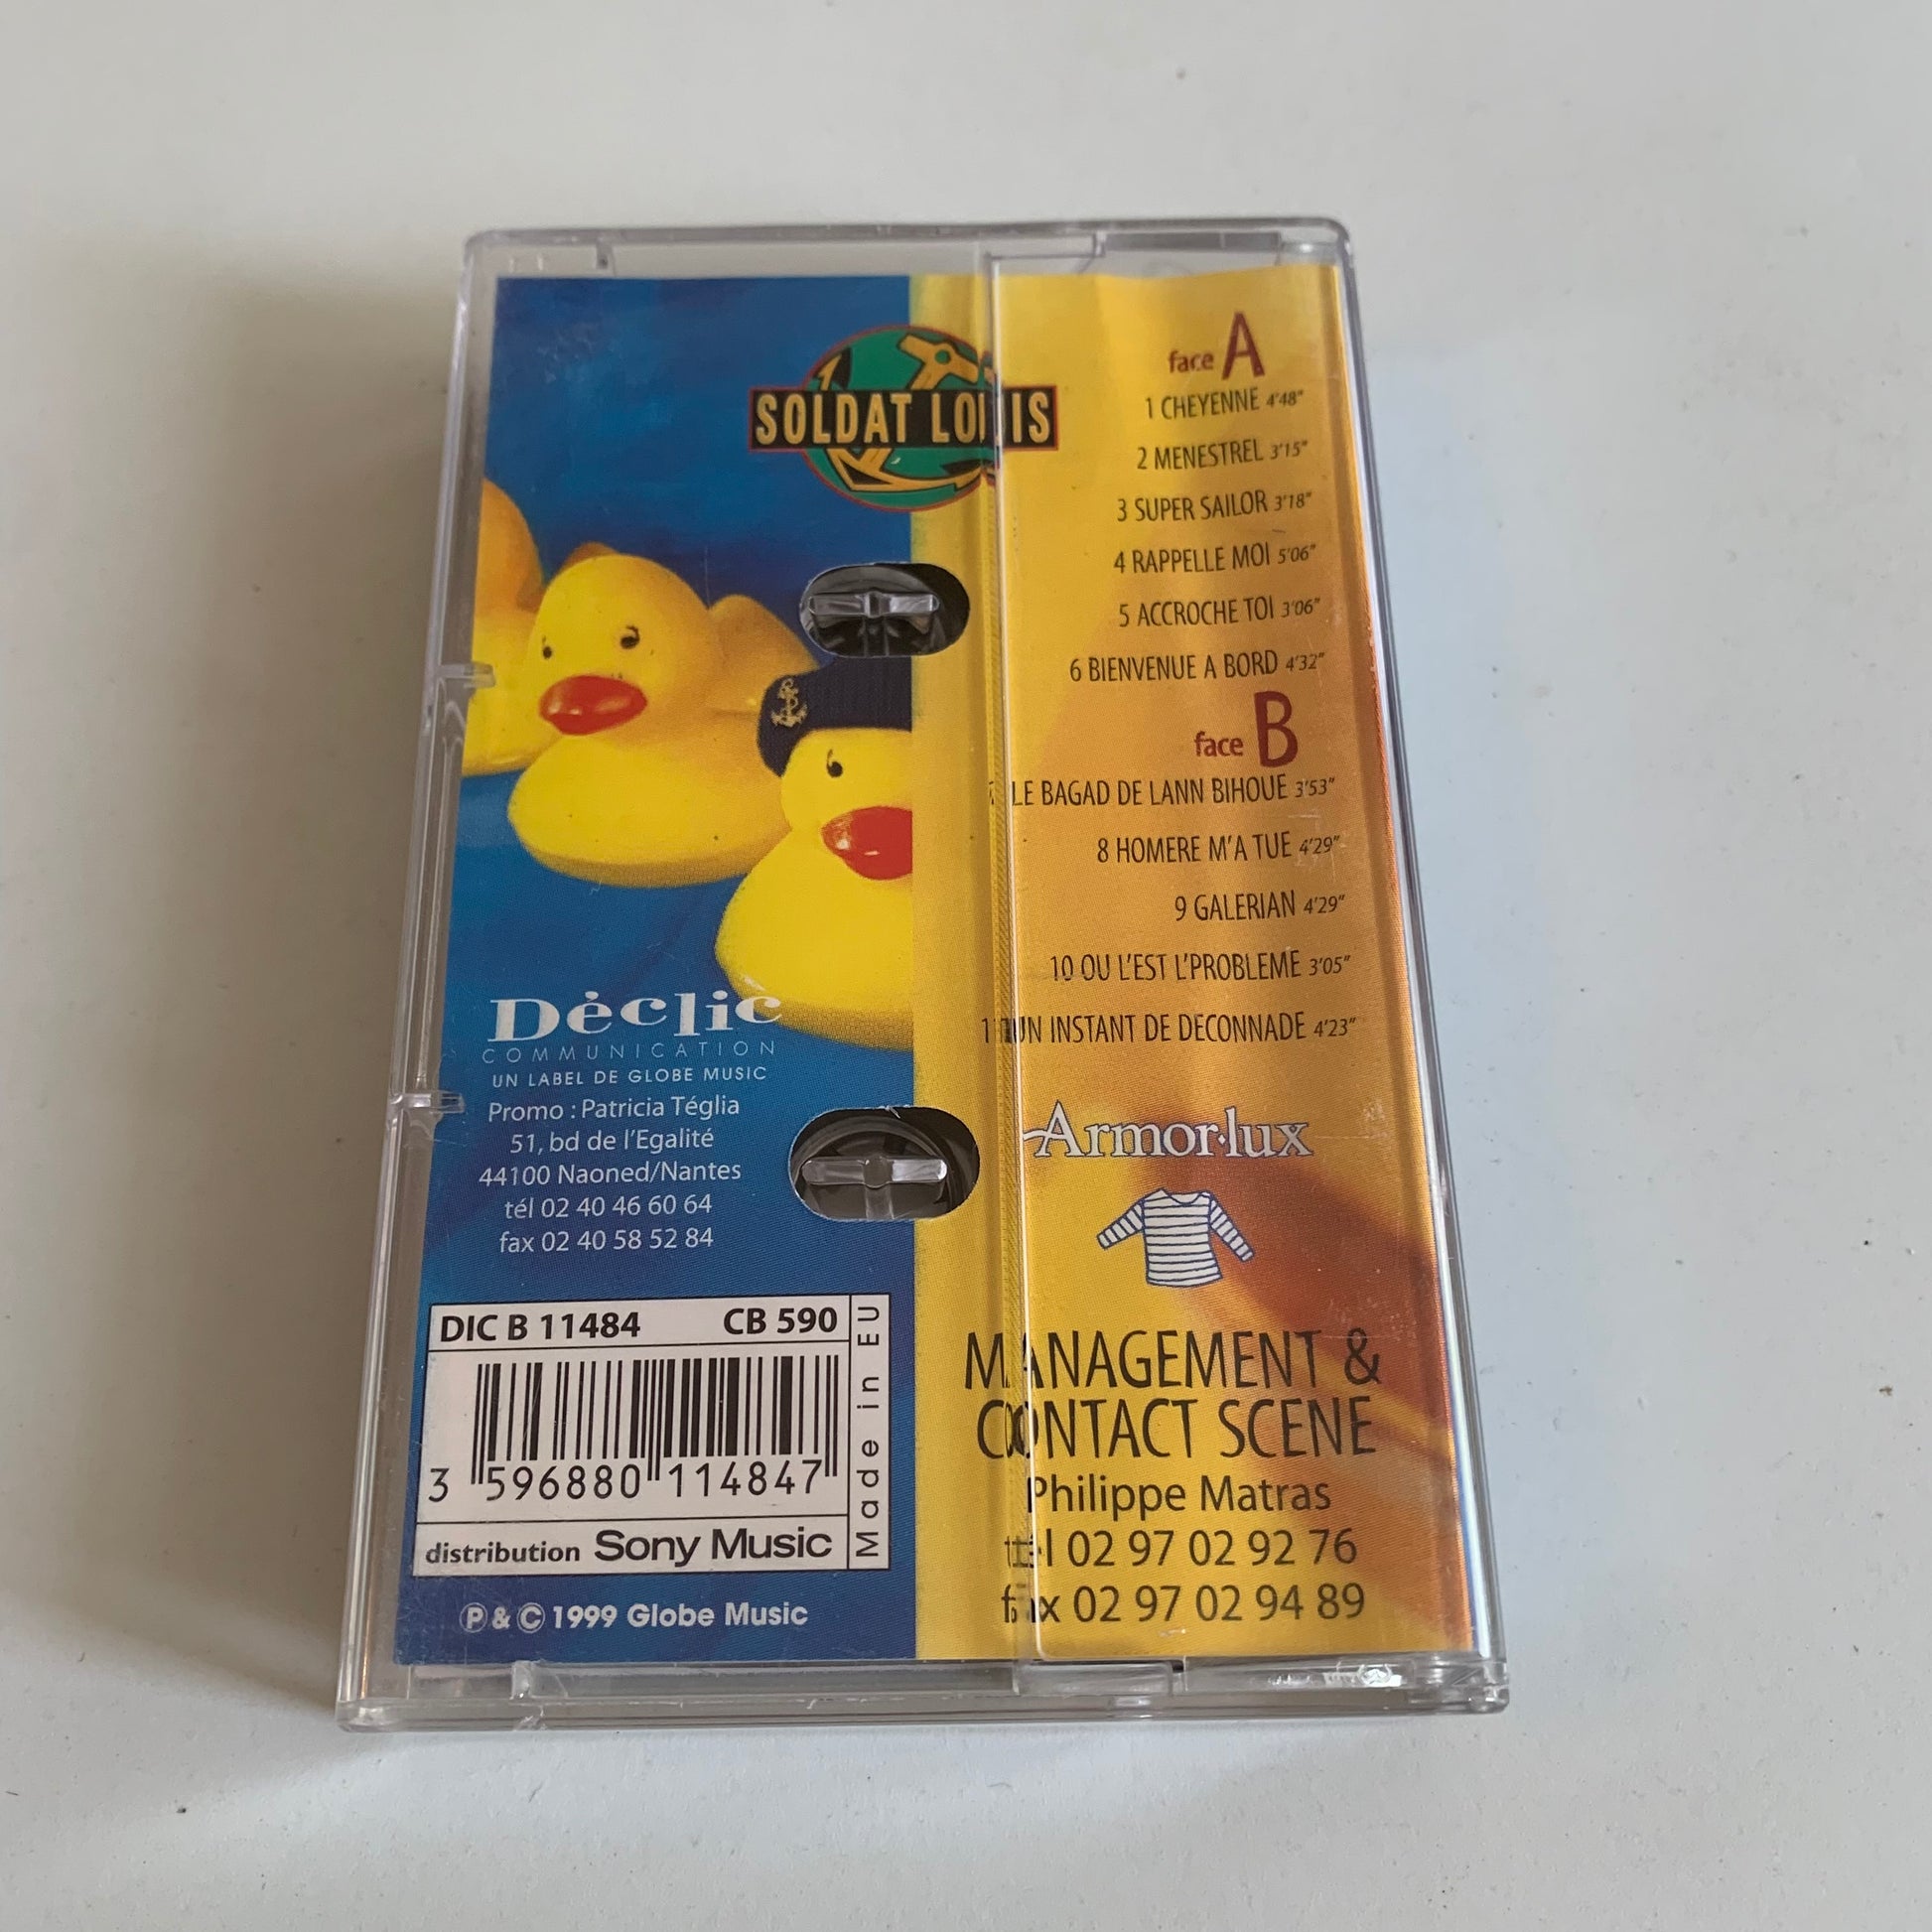 SOLDAT LOUIS
face A
1 CHEYENNE 4'48"
2 MENESTREL 3'15"
3 SUPER SAILOR 3'18"
4 RAPPELLE MOI 5'06"
5 ACCROCHE TOI 3'06"
6 BIENVENUE A BORD 4'32"
face B
LE BAGAD DE LANN BIHOUE 3'53"
8 HOMERE M'A TUE 4'29"
9 GALERIAN 4'29"
10 OU L'EST L'PROBLEME 3'05"
11 UN INSTANT DE DECONNADE 4'23"
Armor·lux
MANAGEMENT &
CONTACT SCENE
Philippe Matras
tél 02 97 02 92 76
fax 02 97 02 94 89
Déclic
COMMUNICATION
UN LABEL DE GLOBE MUSIC
Promo : Patricia Téglia
51, bd de l'Egalité
44100 Naoned/Nantes
tél 02 40 46 60 64
fax 02 40 58 52 84
DIC B 11484 CB 590
3 596880 114847
distribution Sony Music
Made in EU
Ⓟ & © 1999 Globe Music